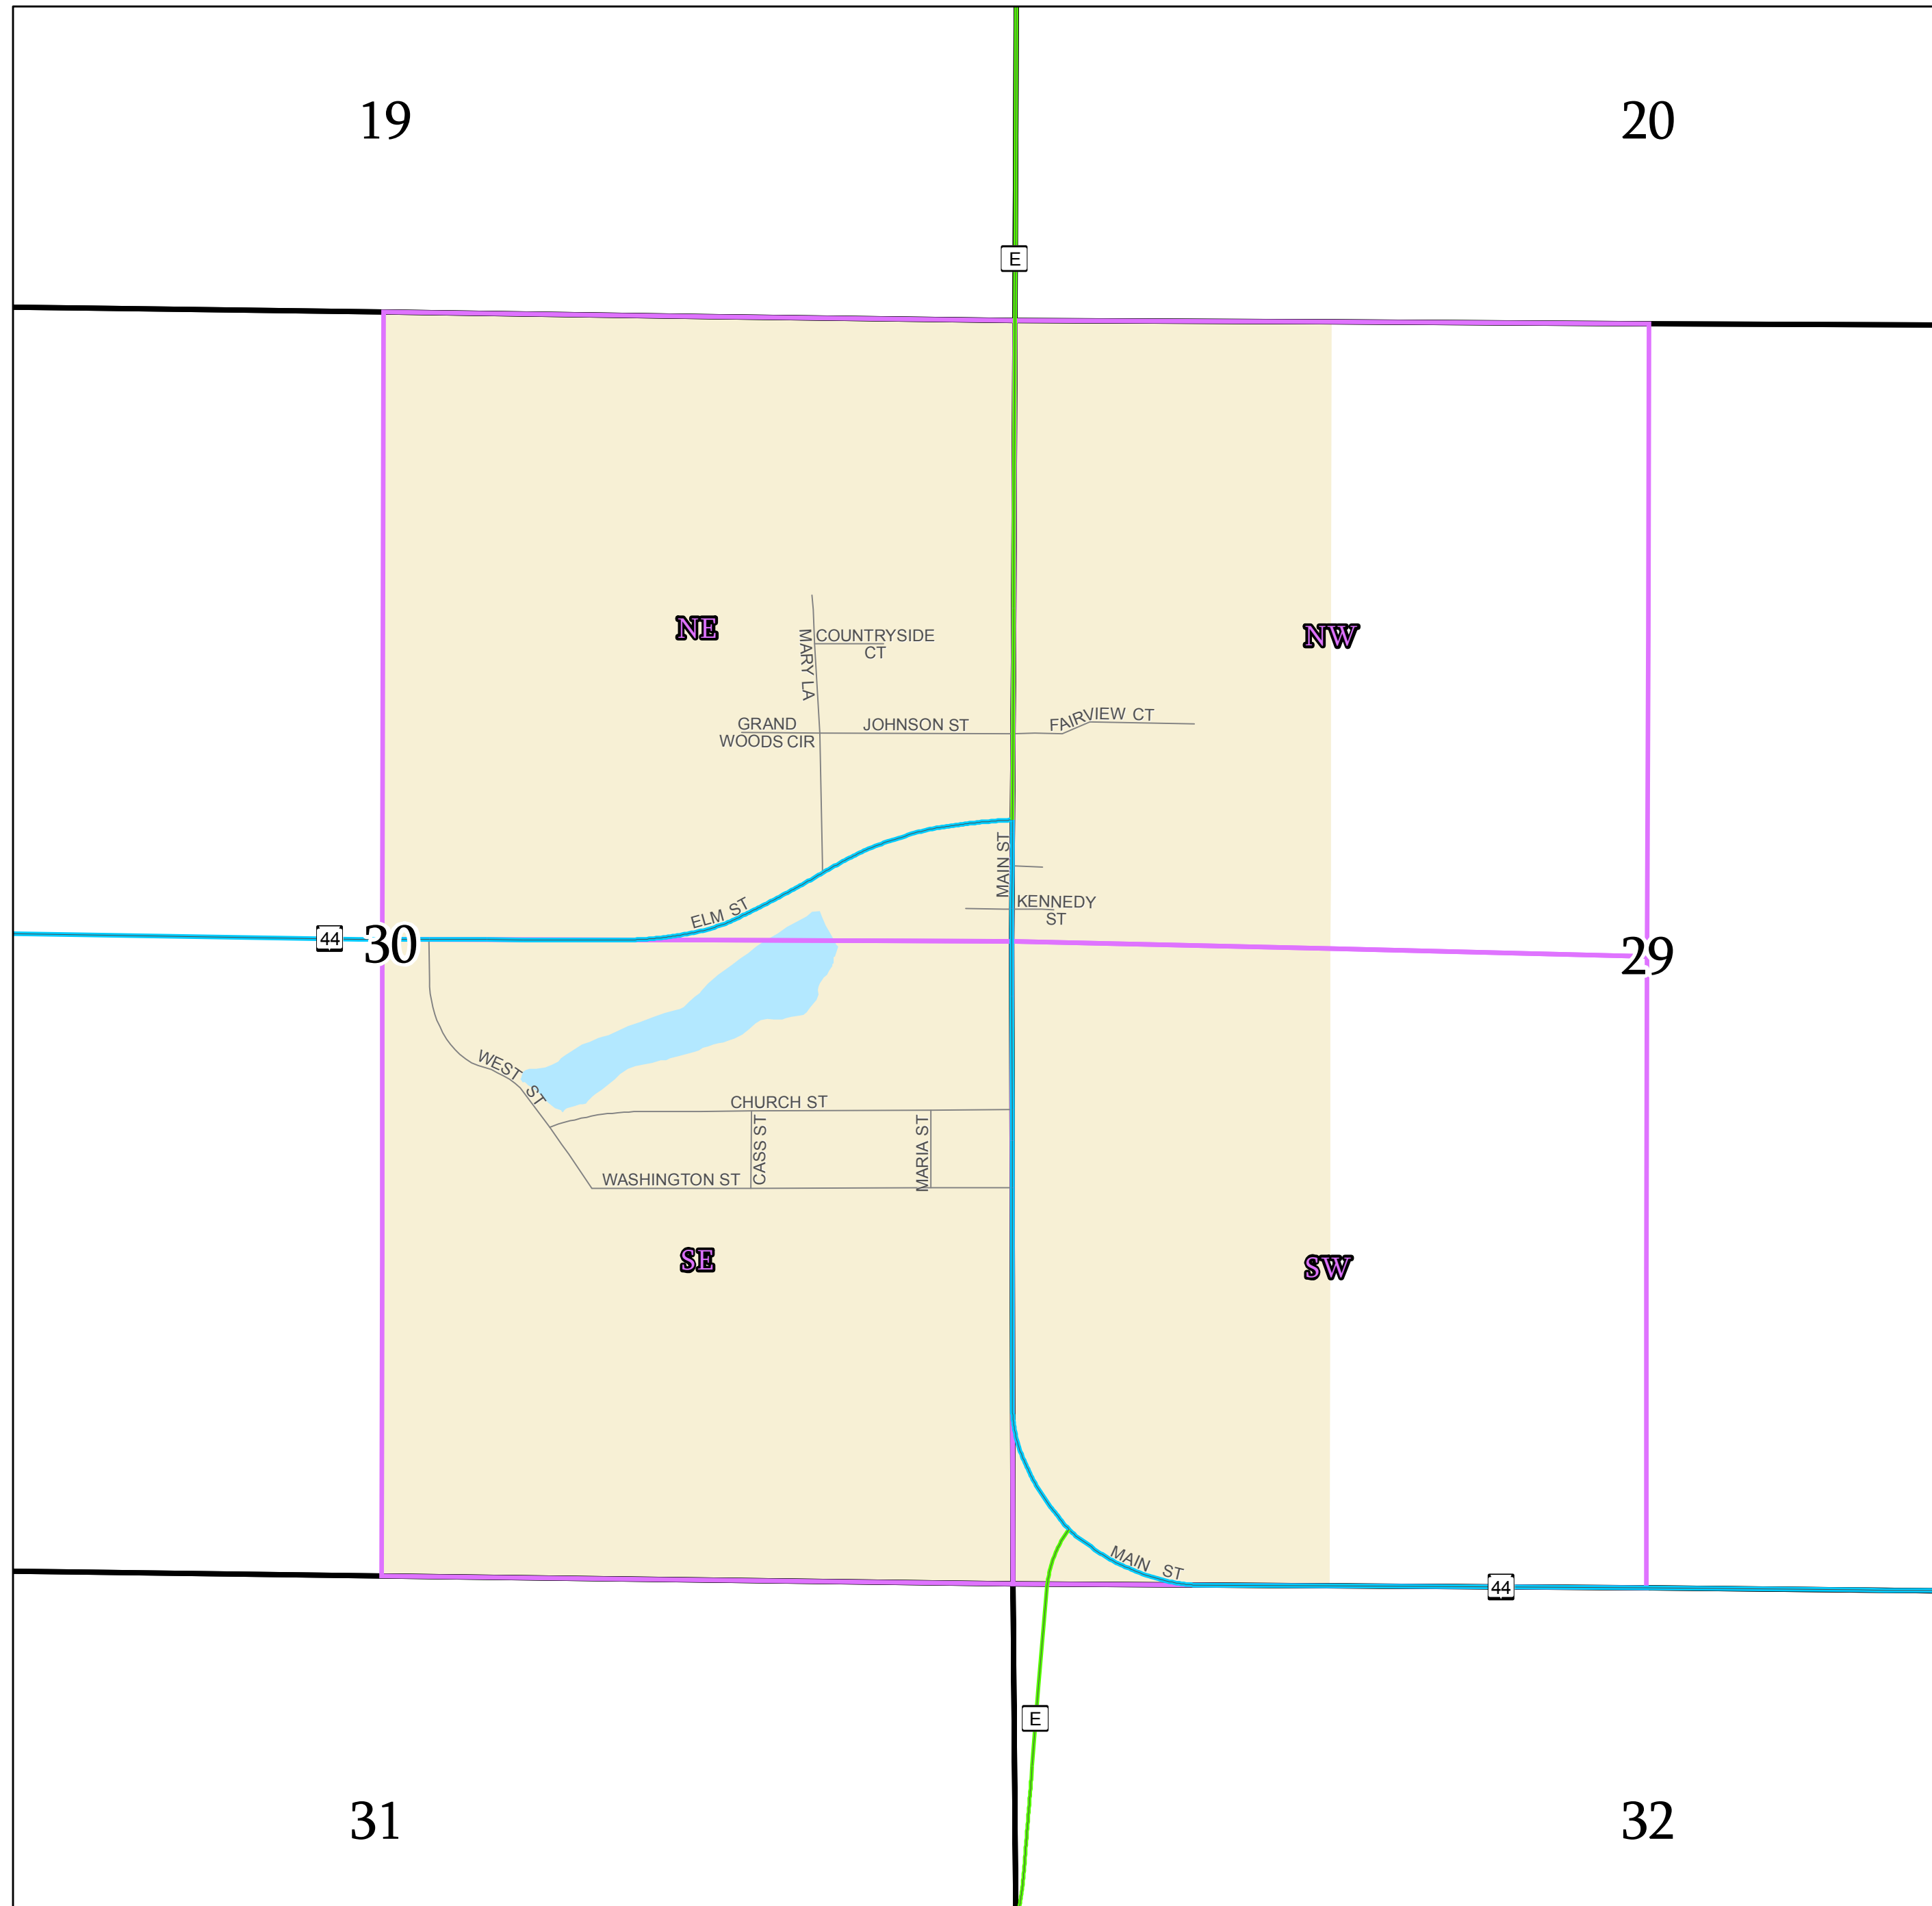 19
20
E
NE
NW
MARY LA
COUNTRYSIDE
CT
GRAND
WOODS CIR
JOHNSON ST
FAIRVIEW CT
MAIN ST
ELM ST
KENNEDY
ST
44
30
29
WEST ST
CHURCH ST
CASS ST
MARIA ST
WASHINGTON ST
SE
SW
MAIN ST
44
E
31
32